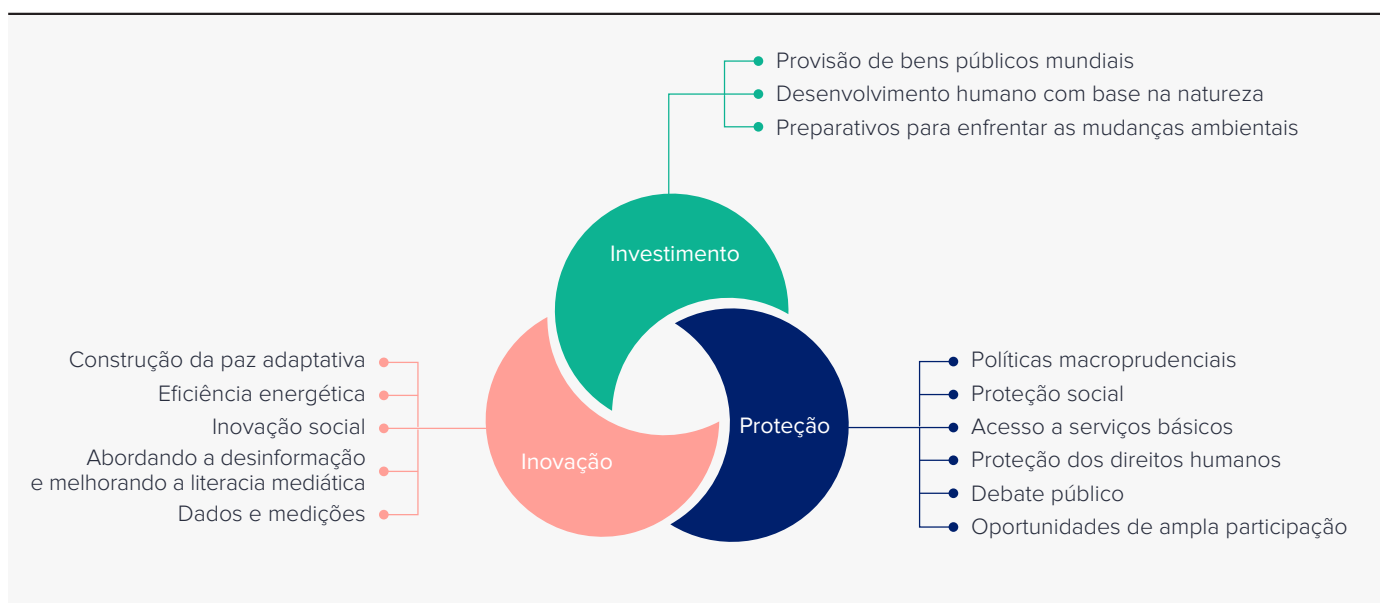 Provisão de bens públicos mundiais
Desenvolvimento humano com base na natureza
Preparativos para enfrentar as mudanças ambientais
Investimento
Proteção
Inovação
Construção da paz adaptativa
Eficiência energética
Inovação social
Abordando a desinformação
e melhorando a literacia mediática
Dados e medições
Políticas macroprudenciais
Proteção social
Acesso a serviços básicos
Proteção dos direitos humanos
Debate público
Oportunidades de ampla participação